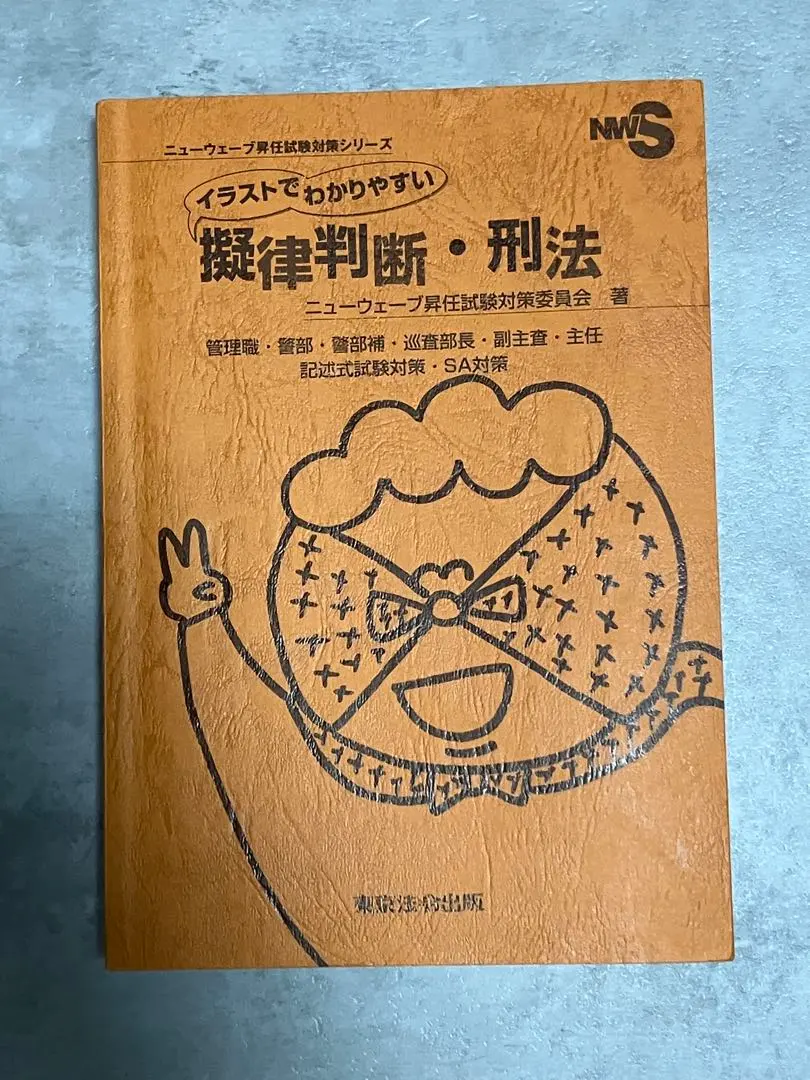 ニューウェーブ昇任試験対策シリーズ
NWS
イラストでわかりやすい
擬律判断・刑法
ニューウェーブ昇任試験対策委員会 著
管理職・警部・警部補・巡査部長・副主査・主任
記述式試験対策・SA対策
東京法令出版